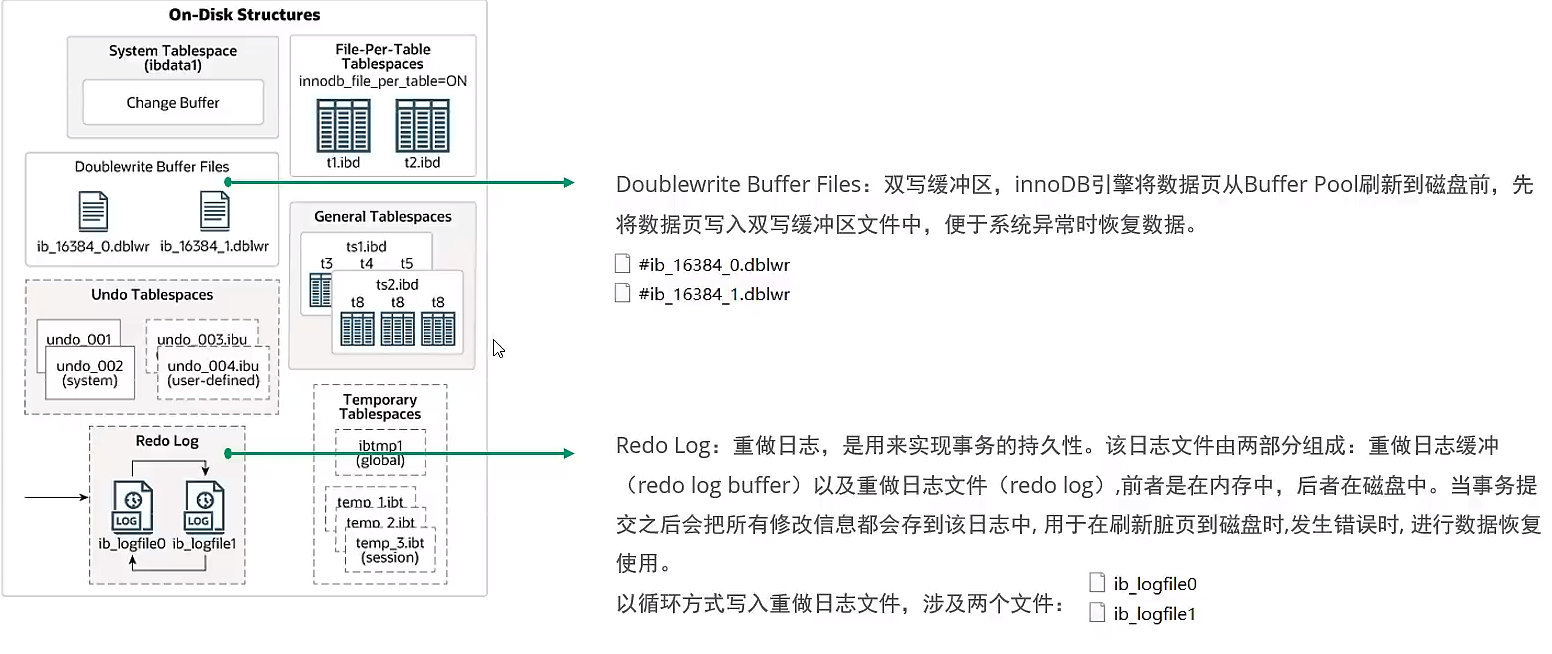 On-Disk Structures
System Tablespace
(ibdata1)
Change Buffer
File-Per-Table
Tablespaces
innodb_file_per_table=ON
t1.ibd
t2.ibd
Doublewrite Buffer Files
ib_16384_0.dblwr
ib_16384_1.dblwr
General Tablespaces
ts1.ibd
t3 t4 t5
ts2.ibd
t8 t8 t8
Undo Tablespaces
undo_001
undo_002
(system)
undo_003.ibu
undo_004.ibu
(user-defined)
Temporary
Tablespaces
ibtmp1
(global)
temp_1.ibt
temp_2.ibt
temp_3.ibt
(session)
Redo Log
LOG
LOG
ib_logfile0 ib_logfile1
Doublewrite Buffer Files：双写缓冲区，innoDB引擎将数据页从Buffer Pool刷新到磁盘前，先
将数据页写入双写缓冲区文件中，便于系统异常时恢复数据。
#ib_16384_0.dblwr
#ib_16384_1.dblwr
Redo Log：重做日志，是用来实现事务的持久性。该日志文件由两部分组成：重做日志缓冲
（redo log buffer）以及重做日志文件（redo log）,前者是在内存中，后者在磁盘中。当事务提
交之后会把所有修改信息都会存到该日志中, 用于在刷新脏页到磁盘时,发生错误时, 进行数据恢复
使用。
以循环方式写入重做日志文件，涉及两个文件：
ib_logfile0
ib_logfile1